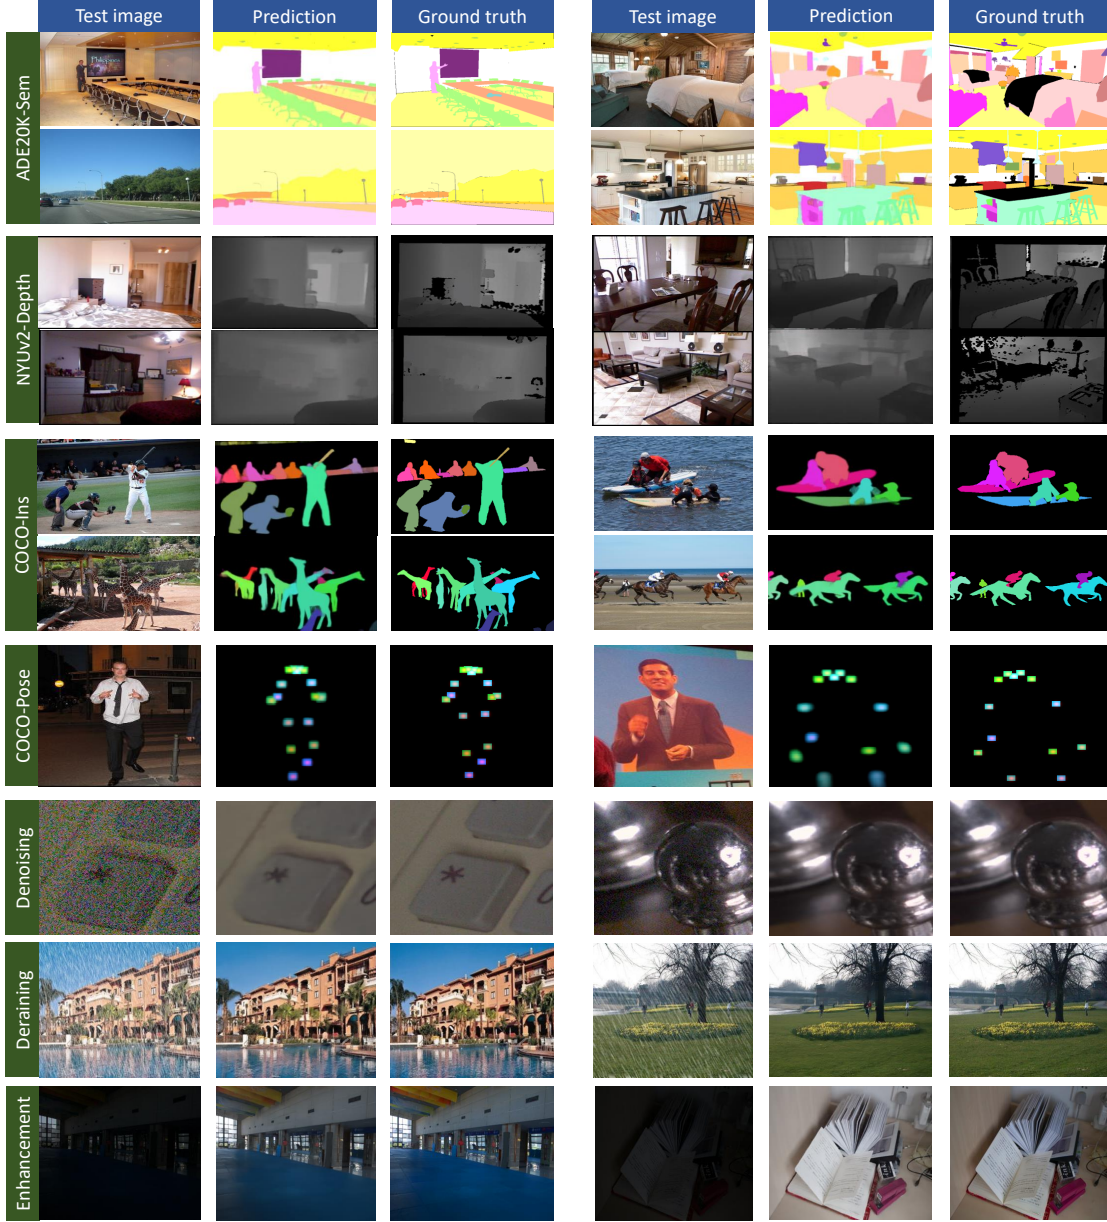 Test image
Prediction
Ground truth
Test image
Prediction
Ground truth
ADE20K-Sem
NYUv2-Depth
COCO-Ins
COCO-Pose
Denoising
Deraining
Enhancement